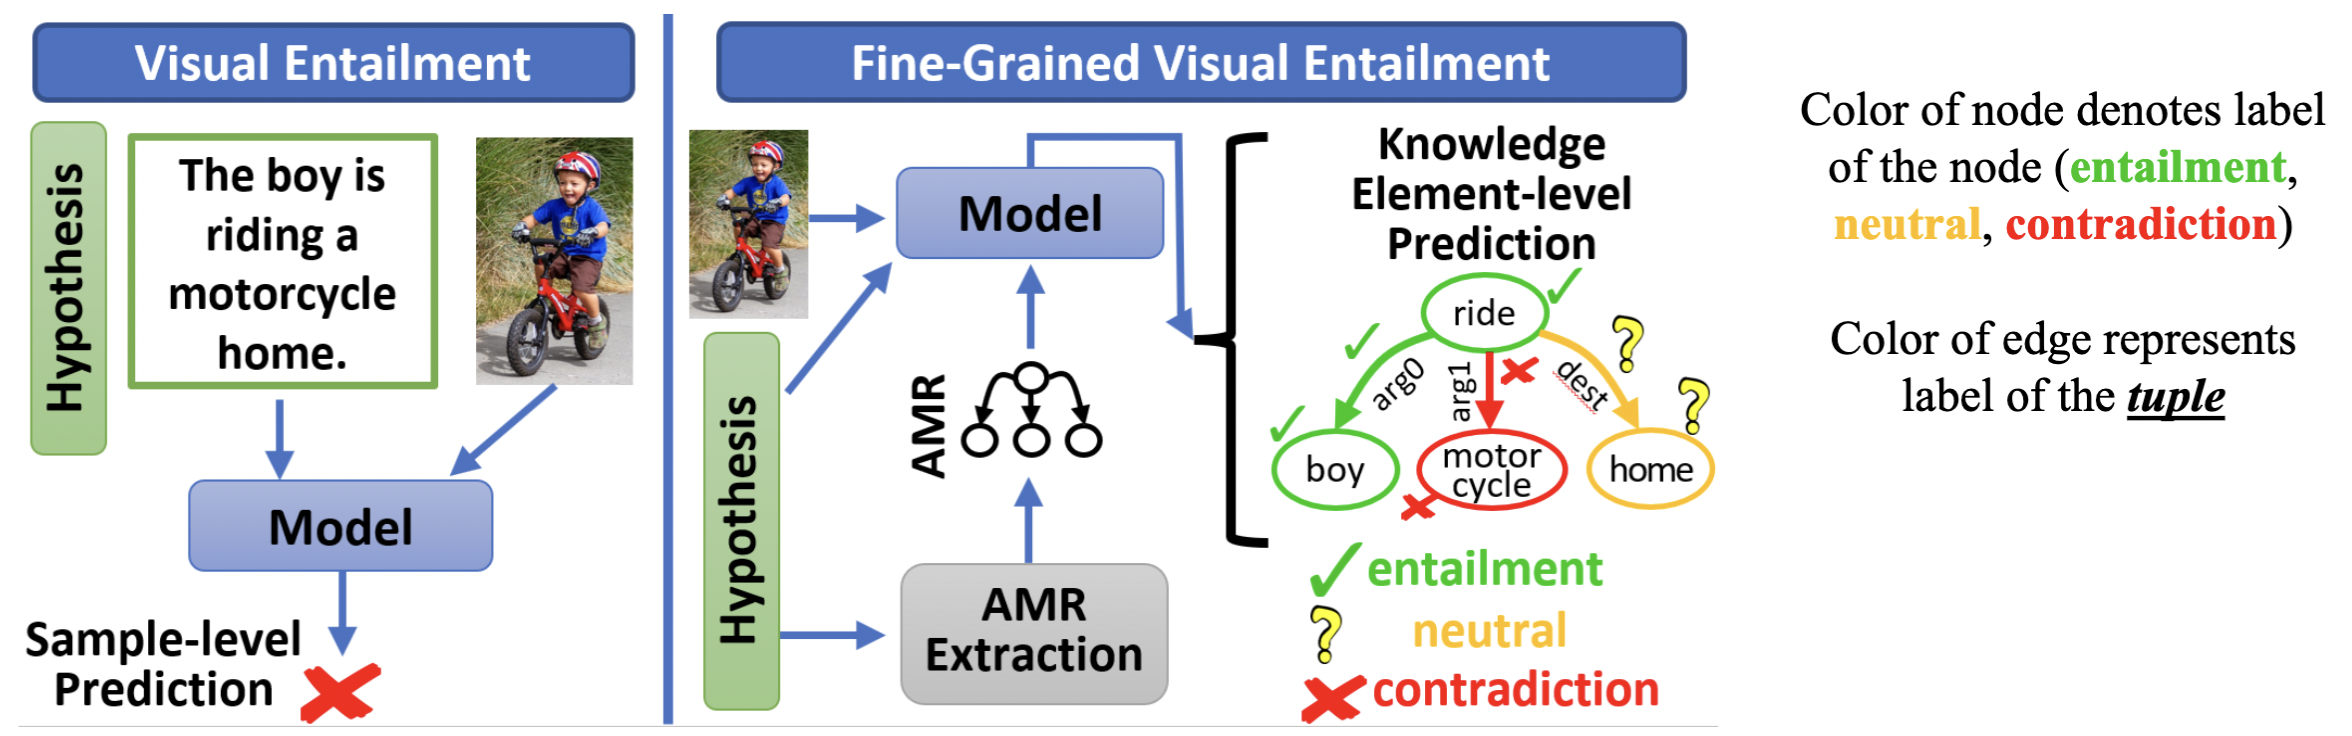 Visual Entailment
Hypothesis
The boy is
riding a
motorcycle
home.
Model
Sample-level
Prediction
Fine-Grained Visual Entailment
Hypothesis
Model
AMR
AMR
Extraction
Knowledge
Element-level
Prediction
ride
arg0
arg1
dest
boy
motor
cycle
home
entailment
neutral
contradiction
Color of node denotes label
of the node (entailment,
neutral, contradiction)
Color of edge represents
label of the tuple